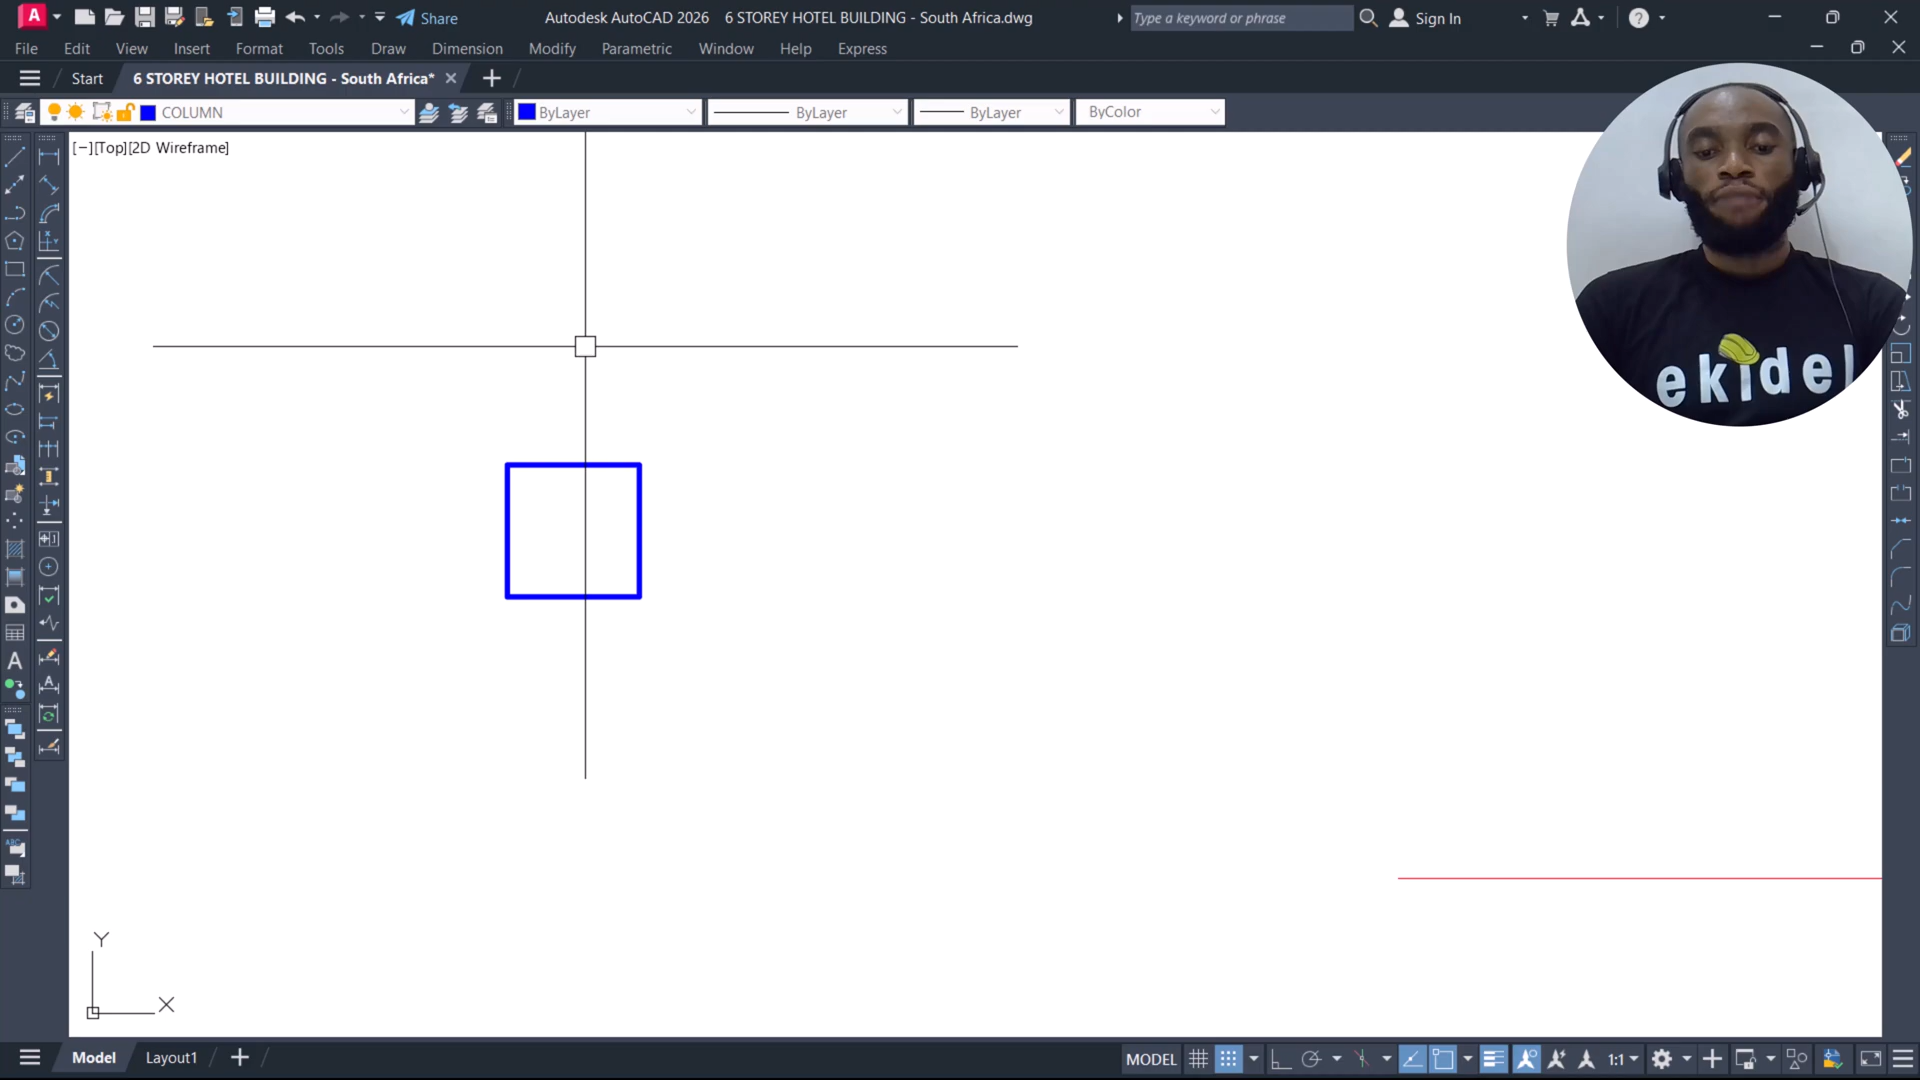 A
Share
Autodesk AutoCAD 2026 6 STOREY HOTEL BUILDING - South Africa.dwg
Type a keyword or phrase
Sign In
File Edit View Insert Format Tools Draw Dimension Modify Parametric Window Help Express
Start
6 STOREY HOTEL BUILDING - South Africa*
COLUMN
ByLayer
ByLayer
ByLayer
ByColor
[−][Top][2D Wireframe]
ekidel
A
ABC
Y
X
Model
Layout1
MODEL
1:1